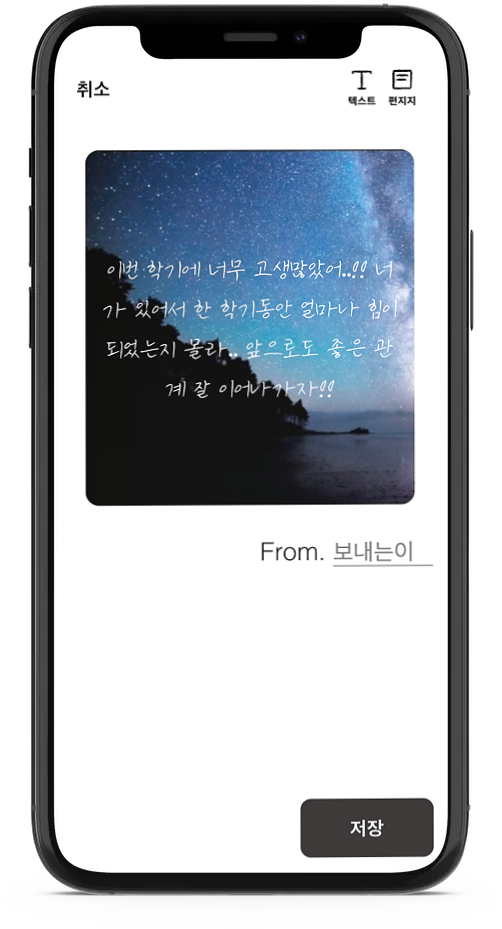 취소
텍스트 편지지
이번 학기에 너무 고생많았어..!! 너
가 있어서 한 학기동안 얼마나 힘이
되었는지 몰라.. 앞으로도 좋은 관
계 잘 이어나가자!!
From. 보내는이
저장